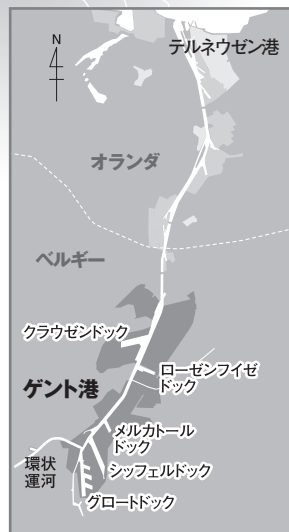 N
テルネウゼン港
オランダ
ベルギー
クラウゼンドック
ローゼンフイゼ
ドック
ゲント港
メルカトール
ドック
環状
運河
シッフェルドック
グロートドック